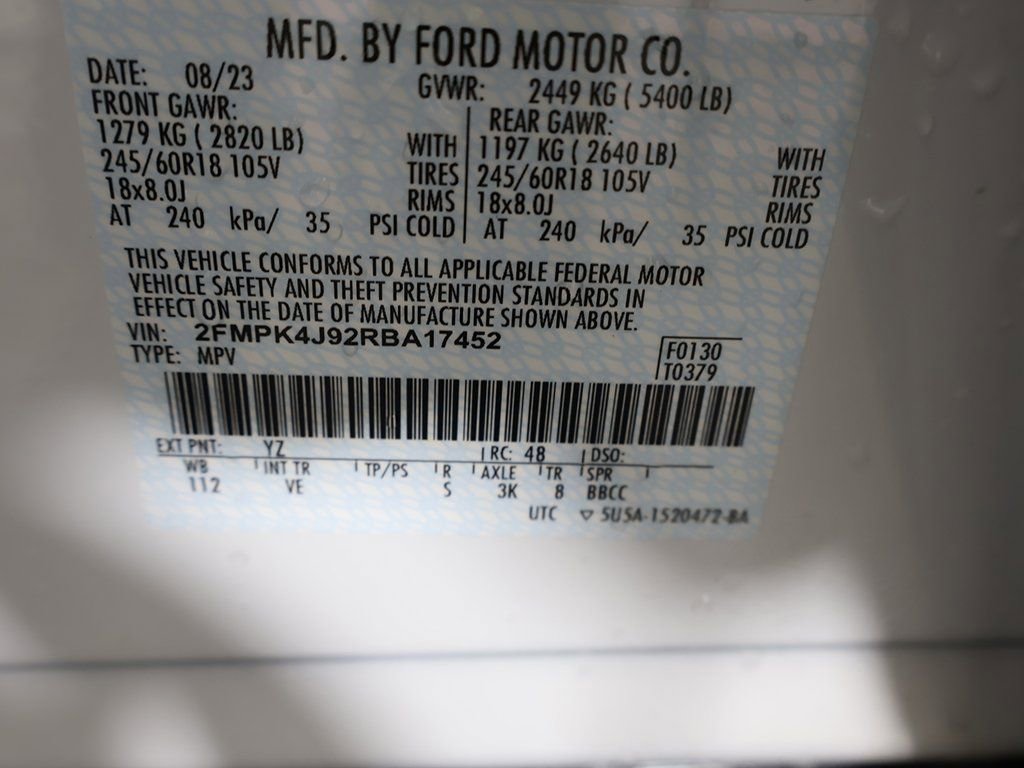 MFD. BY FORD MOTOR CO.
DATE: 08/23 GVWR: 2449 KG ( 5400 LB)
FRONT GAWR: REAR GAWR:
1279 KG ( 2820 LB) WITH 1197 KG ( 2640 LB) WITH
245/60R18 105V TIRES 245/60R18 105V TIRES
18x8.0J RIMS 18x8.0J RIMS
AT 240 kPa/ 35 PSI COLD AT 240 kPa/ 35 PSI COLD
THIS VEHICLE CONFORMS TO ALL APPLICABLE FEDERAL MOTOR
VEHICLE SAFETY AND THEFT PREVENTION STANDARDS IN
EFFECT ON THE DATE OF MANUFACTURE SHOWN ABOVE.
VIN: 2FMPK4J92RBA17452
TYPE: MPV
F0130
T0379
EXT PNT: YZ RC: 48 DSO:
WB INT TR TP/PS R AXLE TR SPR
112 VE S 3K 8 BBCC
UTC ▽ 5U5A-1520472-BA